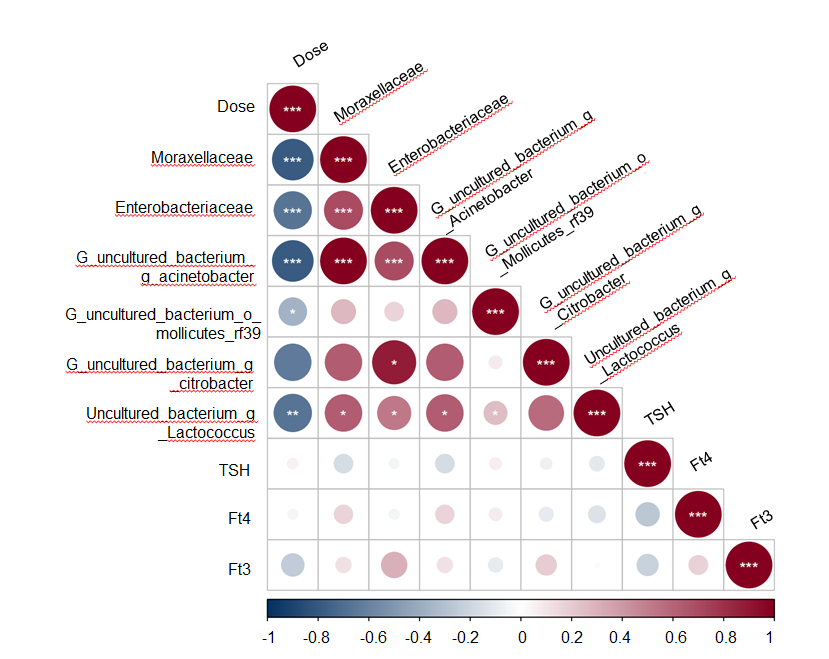 Dose
Moraxellaceae
Enterobacteriaceae
G_uncultured_bacterium_g
_Acinetobacter
G_uncultured_bacterium_o
_Mollicutes_rf39
G_uncultured_bacterium_g
_Citrobacter
Uncultured_bacterium_g
_Lactococcus
TSH
Ft4
Ft3
Dose
***
Moraxellaceae
*** ***
Enterobacteriaceae
*** *** ***
G_uncultured_bacterium_
g_acinetobacter
*** *** *** ***
G_uncultured_bacterium_o_
mollicutes_rf39
* ***
G_uncultured_bacterium_g
_citrobacter
* ***
Uncultured_bacterium_g
_Lactococcus
** * * * * ***
TSH
***
Ft4
***
Ft3
***
-1 -0.8 -0.6 -0.4 -0.2 0 0.2 0.4 0.6 0.8 1